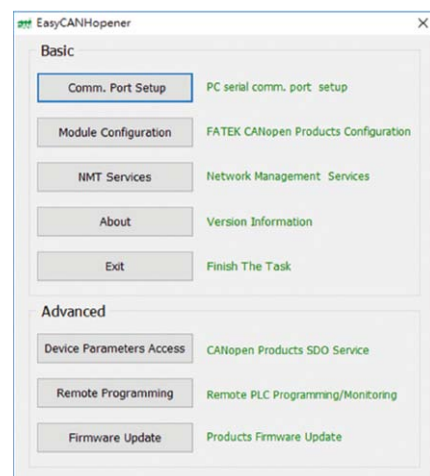 EasyCANHopener
Basic
Comm. Port Setup PC serial comm. port setup
Module Configuration FATEK CANopen Products Configuration
NMT Services Network Management Services
About Version Information
Exit Finish The Task
Advanced
Device Parameters Access CANopen Products SDO Service
Remote Programming Remote PLC Programming/Monitoring
Firmware Update Products Firmware Update